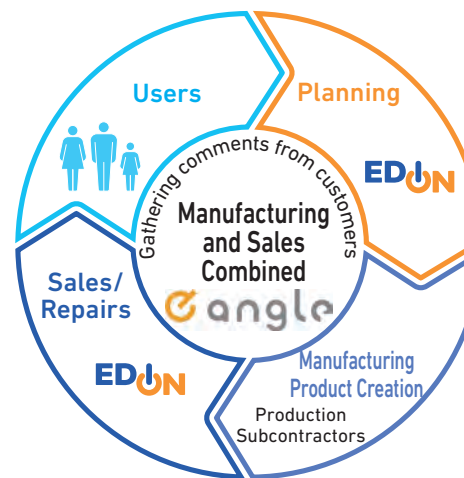 Users
Planning
EDION
Gathering comments from customers
Manufacturing
and Sales
Combined
e angle
Sales/
Repairs
EDION
Manufacturing
Product Creation
Production
Subcontractors